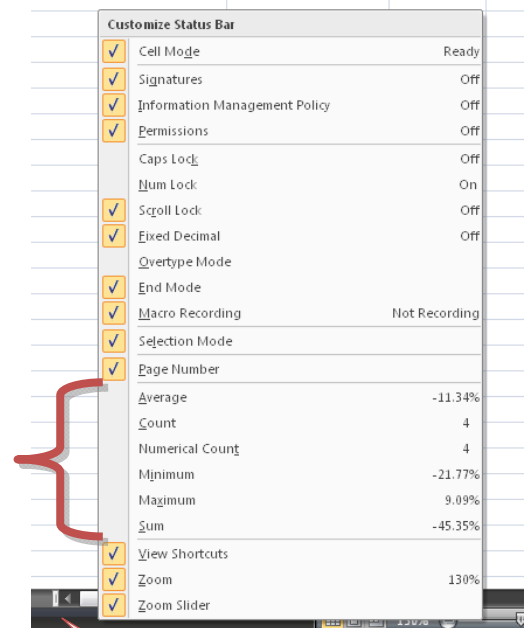 Customize Status Bar
Cell Mode Ready
Signatures Off
Information Management Policy Off
Permissions Off
Caps Lock Off
Num Lock On
Scroll Lock Off
Fixed Decimal Off
Overtype Mode
End Mode
Macro Recording Not Recording
Selection Mode
Page Number
Average -11.34%
Count 4
Numerical Count 4
Minimum -21.77%
Maximum 9.09%
Sum -45.35%
View Shortcuts
Zoom 130%
Zoom Slider
130%